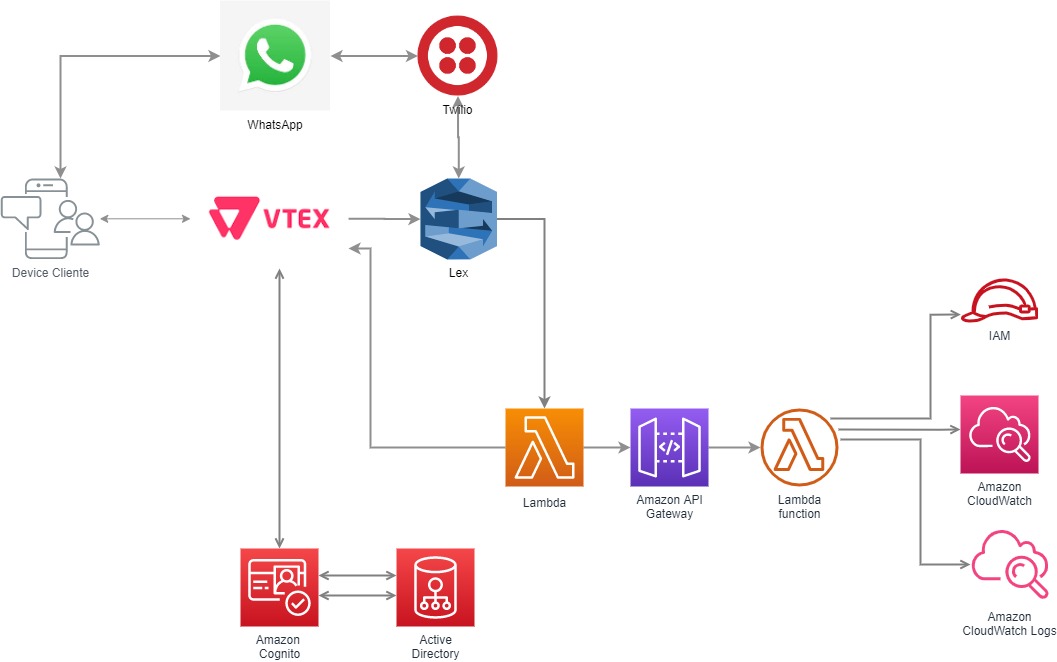 WhatsApp
Twilio
Device Cliente
VTEX
Lex
IAM
Lambda
Amazon API
Gateway
</>
Lambda
function
Amazon
CloudWatch
Amazon
CloudWatch Logs
Amazon
Cognito
Active
Directory